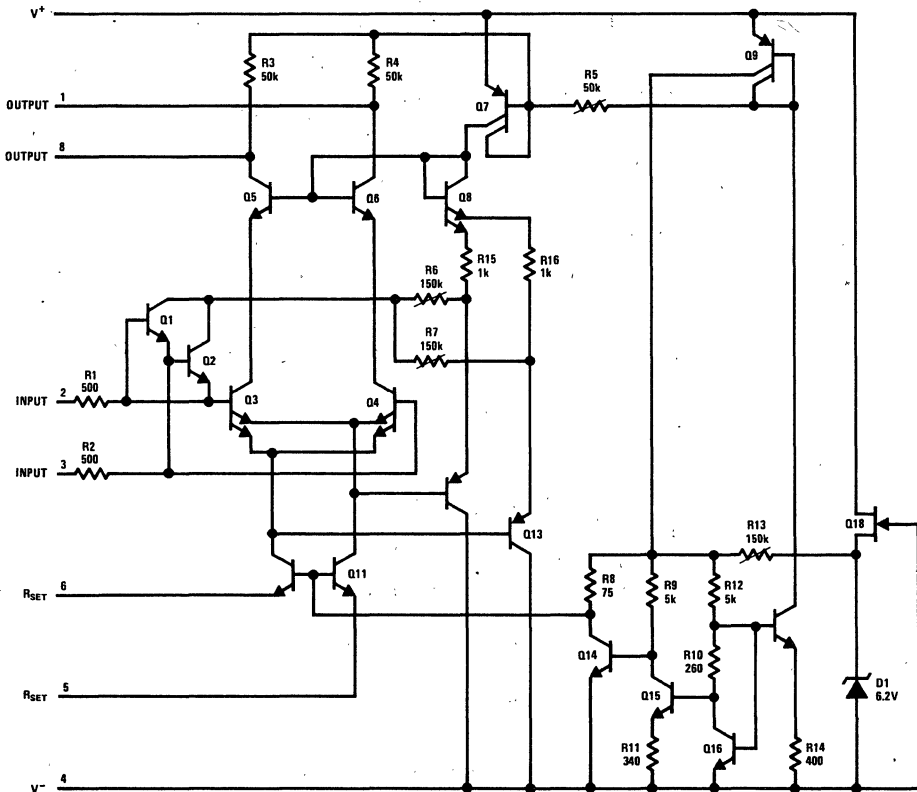 V+
R3
50k
R4
50k
Q9
OUTPUT 1
Q7
R5
50k
OUTPUT 8
Q5
Q6
Q8
R15
1k
R16
1k
R6
150k
Q1
R7
150k
Q2
R1
500
INPUT 2
Q3
Q4
R2
500
INPUT 3
Q13
Q18
R13
150k
6
RSET
Q11
R8
75
R9
5k
R12
5k
Q14
R10
260
5
RSET
Q15
D1
6.2V
R11
340
Q16
R14
400
V- 4